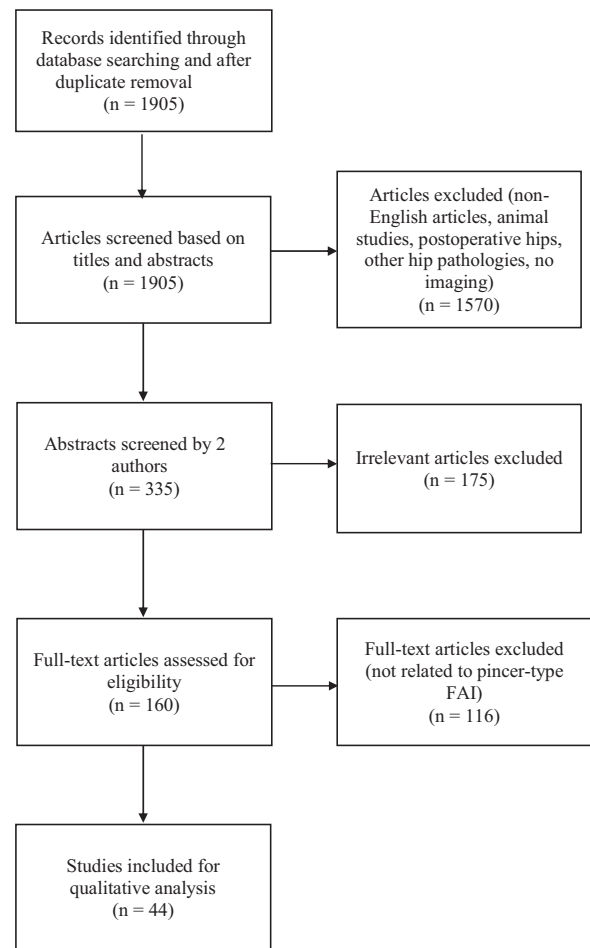 Records identified through
database searching and after
duplicate removal
(n = 1905)
Articles screened based on
titles and abstracts
(n = 1905)
Articles excluded (non-
English articles, animal
studies, postoperative hips,
other hip pathologies, no
imaging)
(n = 1570)
Abstracts screened by 2
authors
(n = 335)
Irrelevant articles excluded
(n = 175)
Full-text articles assessed for
eligibility
(n = 160)
Full-text articles excluded
(not related to pincer-type
FAI)
(n = 116)
Studies included for
qualitative analysis
(n = 44)